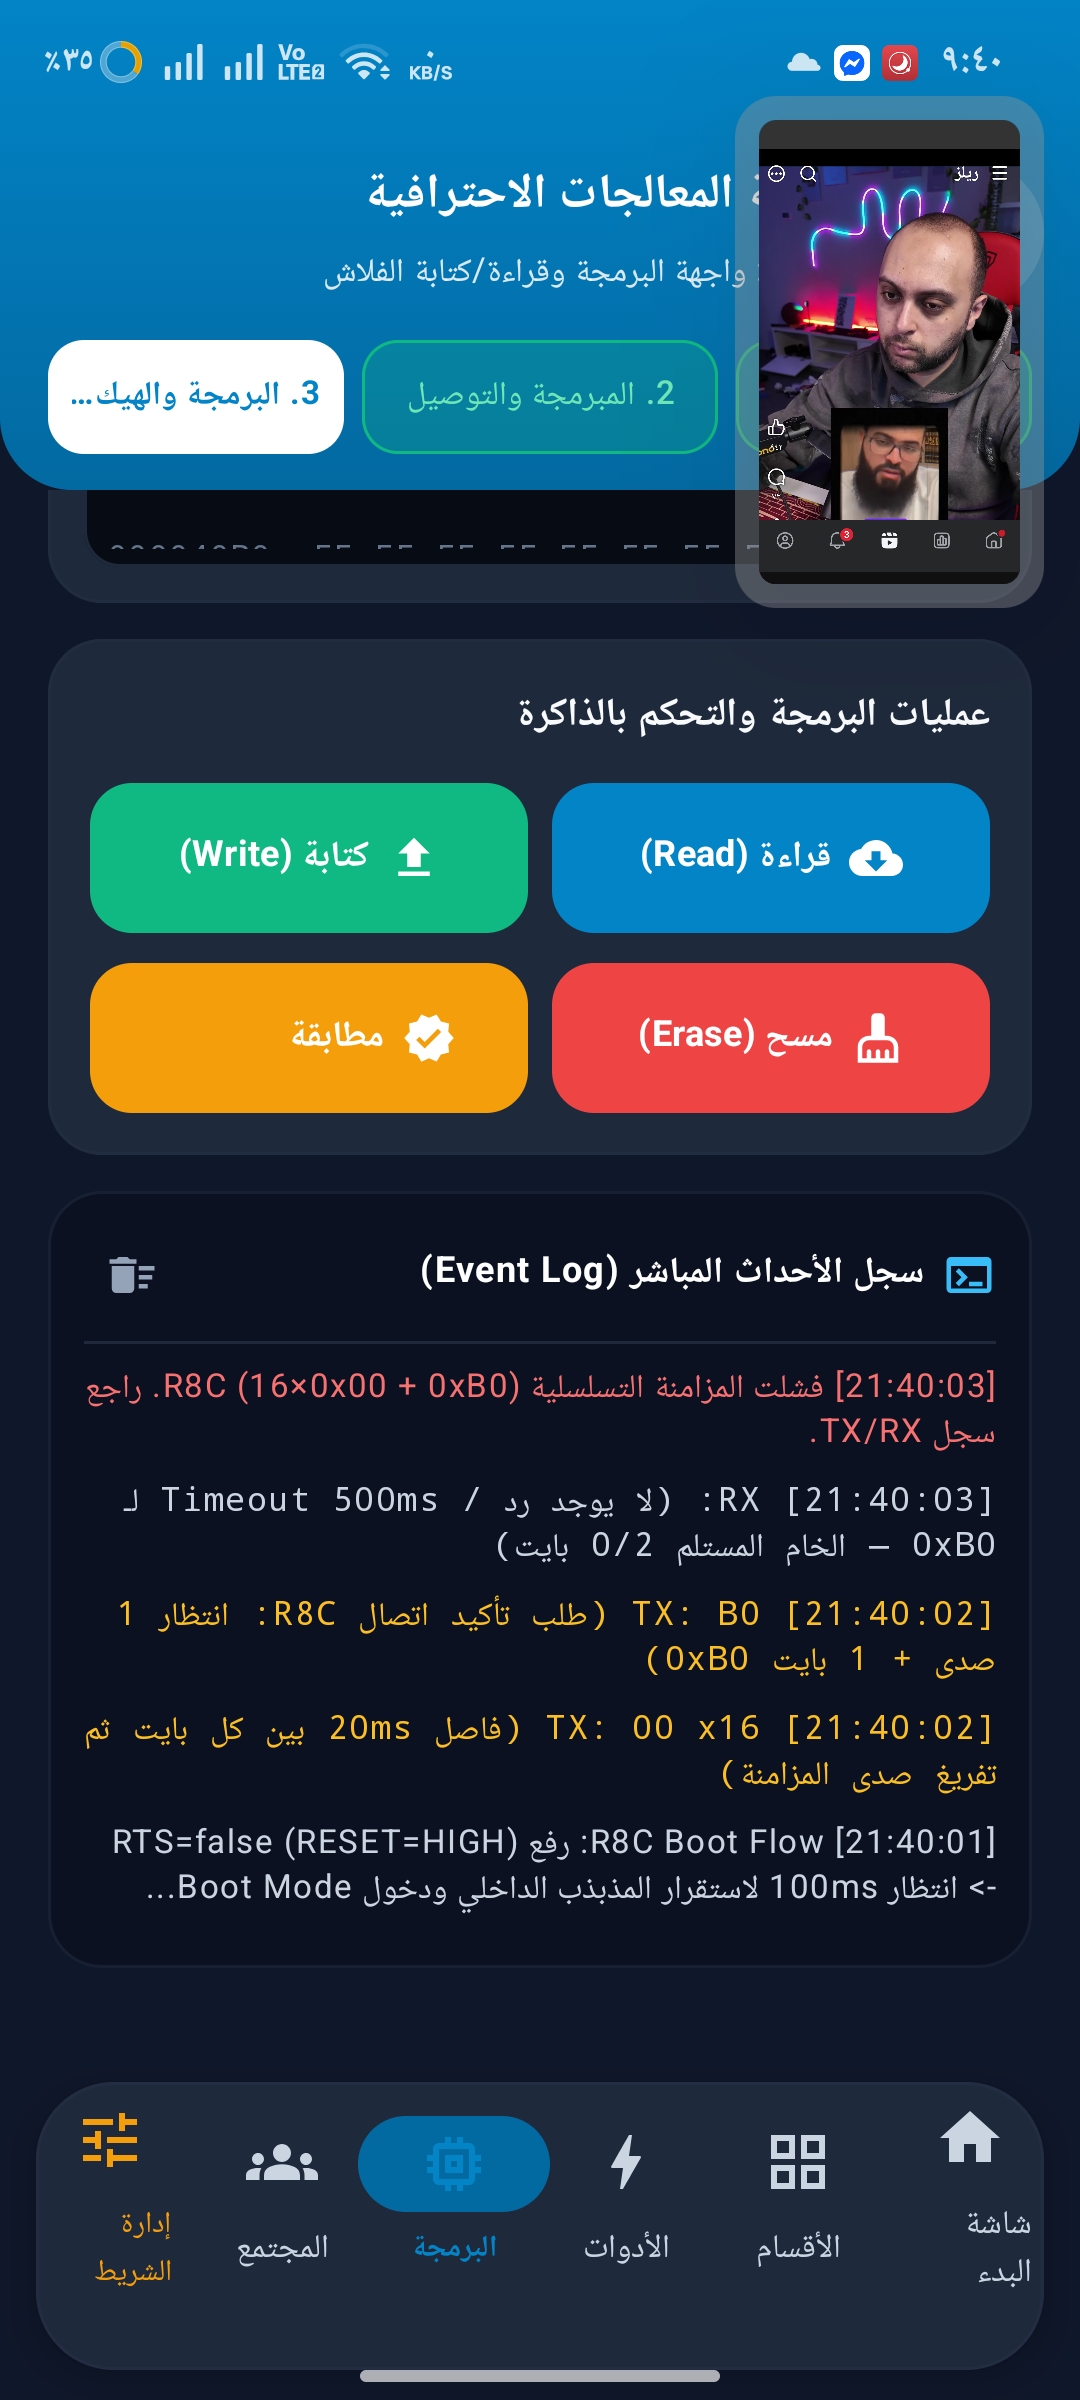 ٩:٤٠
KB/S
Vo LTE2
٪٣٥
المعالجات الاحترافية
واجهة البرمجة وقراءة/كتابة الفلاش
ريلز
2. المبرمجة والتوصيل
3. البرمجة والهيك...
3
عمليات البرمجة والتحكم بالذاكرة
قراءة (Read)
كتابة (Write)
مسح (Erase)
مطابقة
سجل الأحداث المباشر (Event Log)
[21:40:03] فشلت المزامنة التسلسلية R8C (16×0x00 + 0xB0). راجع
سجل TX/RX.
[21:40:03] RX: (لا يوجد رد / Timeout 500ms لـ
0xB0 – الخام المستلم 0/2 بايت)
[21:40:02] TX: B0 (طلب تأكيد اتصال R8C: انتظار 1
صدى + 1 بايت 0xB0)
[21:40:02] TX: 00 x16 (فاصل 20ms بين كل بايت ثم
تفريغ صدى المزامنة)
[21:40:01] R8C Boot Flow: رفع RTS=false (RESET=HIGH)
-> انتظار 100ms لاستقرار المذبذب الداخلي ودخول Boot Mode...
شاشة
البدء
الأقسام
الأدوات
البرمجة
المجتمع
إدارة
الشريط